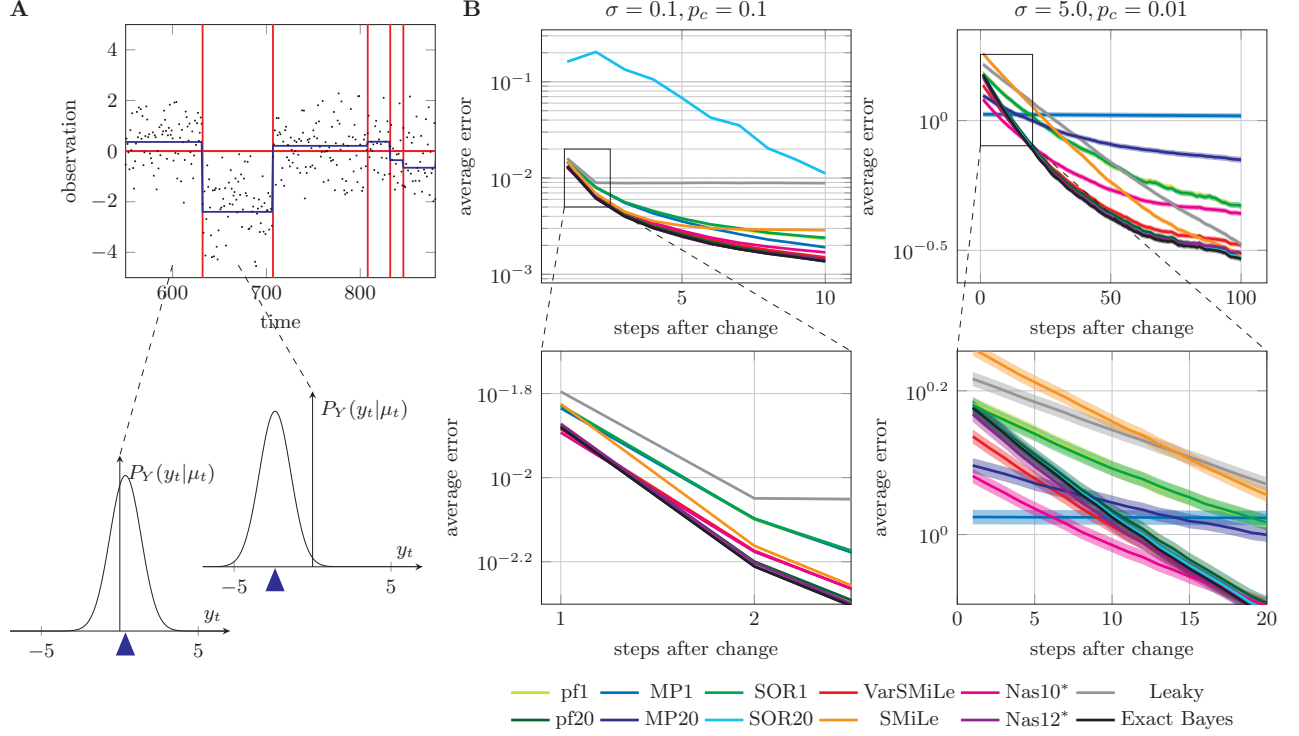 A
4
2
0
−2
−4
observation
600
700
800
time
P_Y(y_t|μ_t)
y_t
−5
5
P_Y(y_t|μ_t)
y_t
−5
5
B
σ = 0.1, p_c = 0.1
10^{−1}
10^{−2}
10^{−3}
average error
5
10
steps after change
σ = 5.0, p_c = 0.01
10^0
10^{−0.5}
average error
0
50
100
steps after change
10^{−1.8}
10^{−2}
10^{−2.2}
average error
1
2
steps after change
10^{0.2}
10^0
average error
0
5
10
15
20
steps after change
pf1 MP1 SOR1 VarSMiLe Nas10* Leaky
pf20 MP20 SOR20 SMiLe Nas12* Exact Bayes